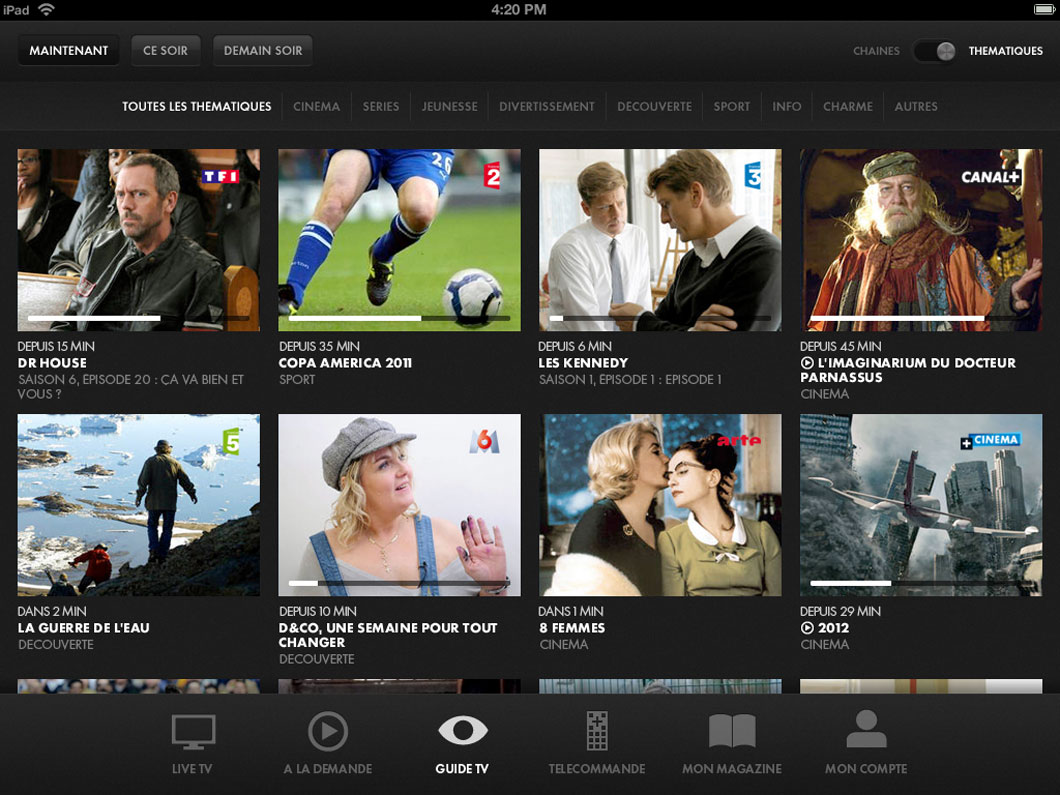 iPad
4:20 PM
MAINTENANT
CE SOIR
DEMAIN SOIR
CHAINES
THEMATIQUES
TOUTES LES THEMATIQUES
CINEMA
SERIES
JEUNESSE
DIVERTISSEMENT
DECOUVERTE
SPORT
INFO
CHARME
AUTRES
TF1
26
2
3
CANAL+
DEPUIS 15 MIN
DR HOUSE
SAISON 6, EPISODE 20 : ÇA VA BIEN ET
VOUS ?
DEPUIS 35 MIN
COPA AMERICA 2011
SPORT
DEPUIS 6 MIN
LES KENNEDY
SAISON 1, ÉPISODE 1 : EPISODE 1
DEPUIS 45 MIN
L'IMAGINARIUM DU DOCTEUR
PARNASSUS
CINEMA
5
M6
arte
+CINEMA
DANS 2 MIN
LA GUERRE DE L'EAU
DECOUVERTE
DEPUIS 10 MIN
D&CO, UNE SEMAINE POUR TOUT
CHANGER
DECOUVERTE
DANS 1 MIN
8 FEMMES
CINEMA
DEPUIS 29 MIN
2012
CINEMA
LIVE TV
A LA DEMANDE
GUIDE TV
TELECOMMANDE
MON MAGAZINE
MON COMPTE